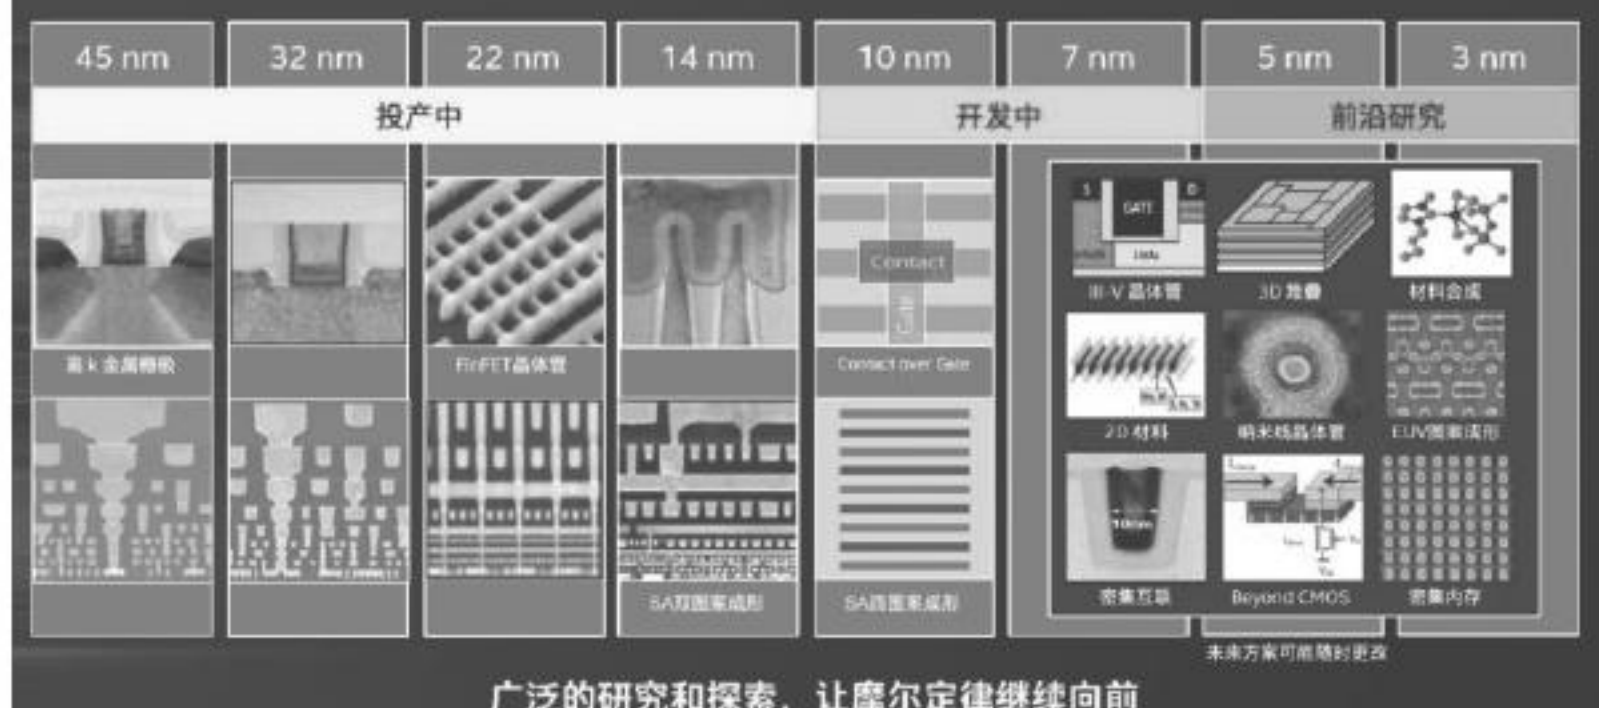 45 nm 32 nm 22 nm 14 nm 10 nm 7 nm 5 nm 3 nm
投产中 开发中 前沿研究
S GATE D
Contact
Gate
III-V 晶体管 3D 堆叠 材料合成
高 k 金属栅极 FinFET晶体管 Contact over Gate
2D 材料 纳米线晶体管 EUV图案成形
10nm
密集互联 Beyond CMOS 密集内存
SA双图案成形 SA四图案成形
未来方案可能随时更改
广泛的研究和探索,让摩尔定律继续向前